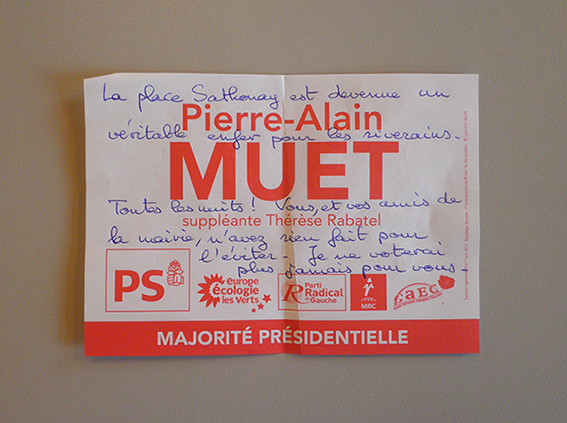 La place Sathonay est devenue un
Pierre-Alain
véritable enfer pour les riverains.
MUET
Toutes les nuits! Vous, et vos amis de
suppléante Thérèse Rabatel
la mairie, n'avez rien fait pour
l'éviter. Je ne voterai
plus jamais pour vous.
PS
europe
écologie
les Verts
Parti
Radical
de Gauche
MRC
GAEC
MAJORITÉ PRÉSIDENTIELLE